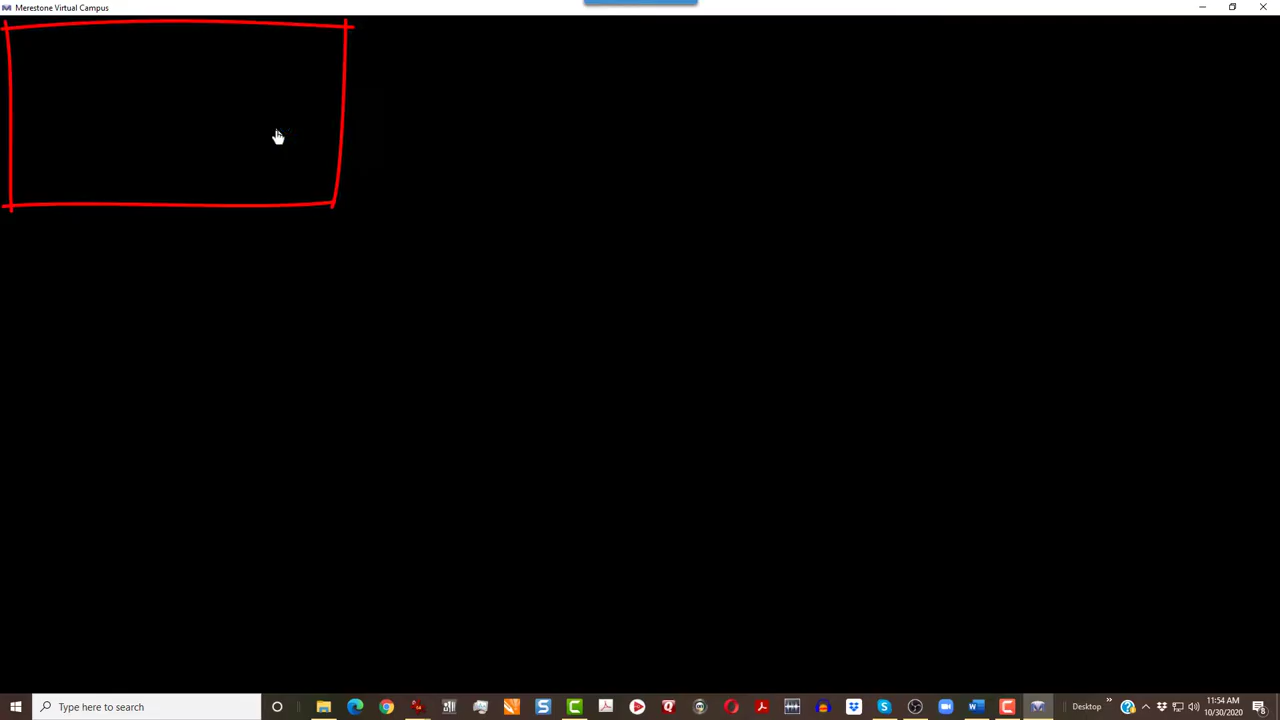 Merestone Virtual Campus
Type here to search
Desktop
11:54 AM
10/30/2020